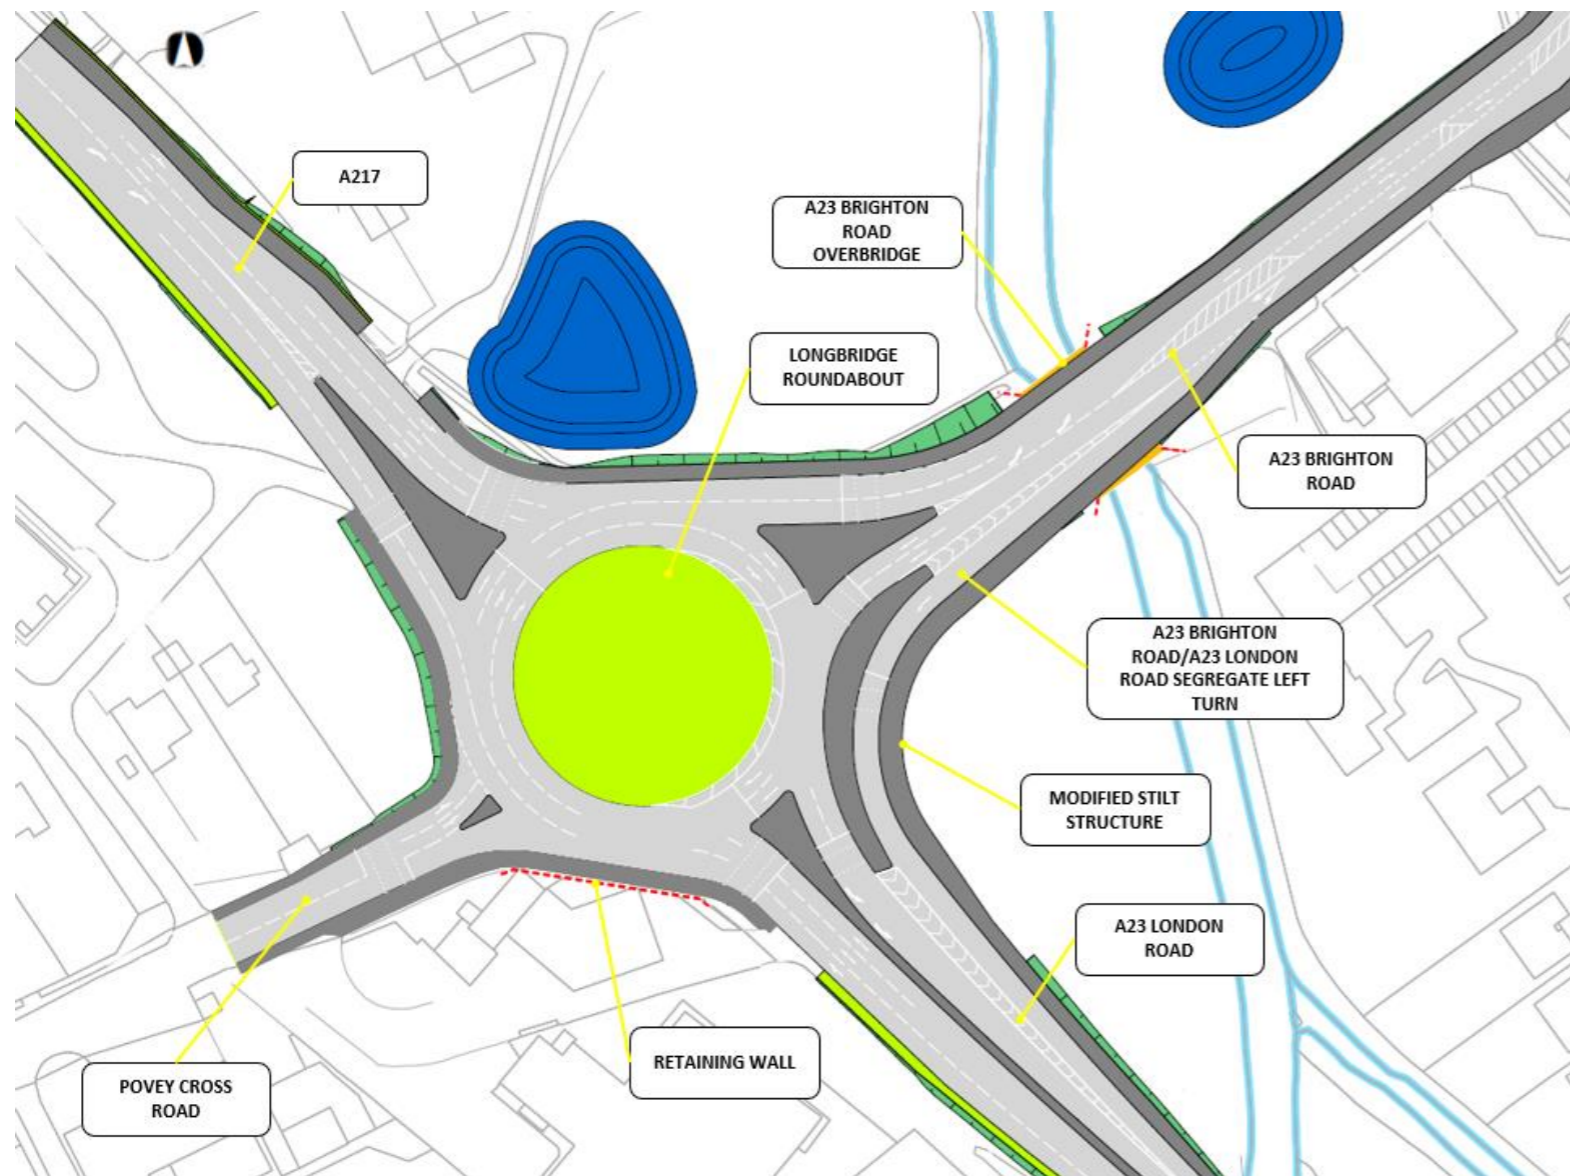 A217
A23 BRIGHTON
ROAD
OVERBRIDGE
LONGBRIDGE
ROUNDABOUT
A23 BRIGHTON
ROAD
A23 BRIGHTON
ROAD/A23 LONDON
ROAD SEGREGATE LEFT
TURN
MODIFIED STILT
STRUCTURE
A23 LONDON
ROAD
RETAINING WALL
POVEY CROSS
ROAD